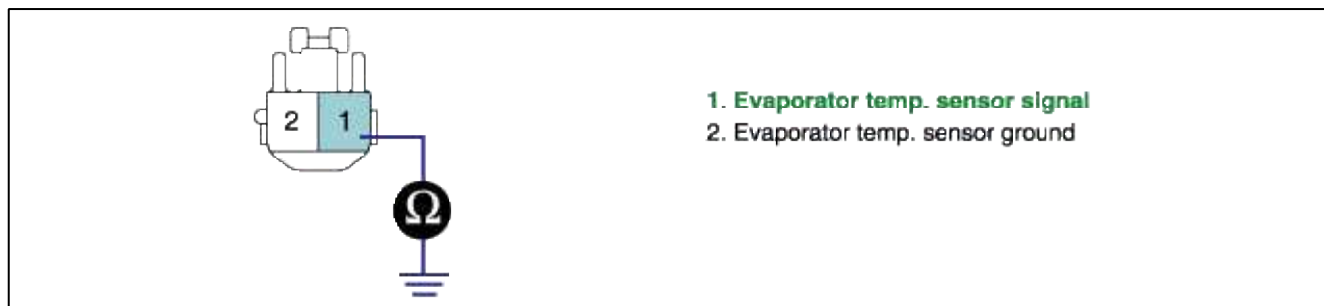 2 1
Ω
1. Evaporator temp. sensor signal
2. Evaporator temp. sensor ground